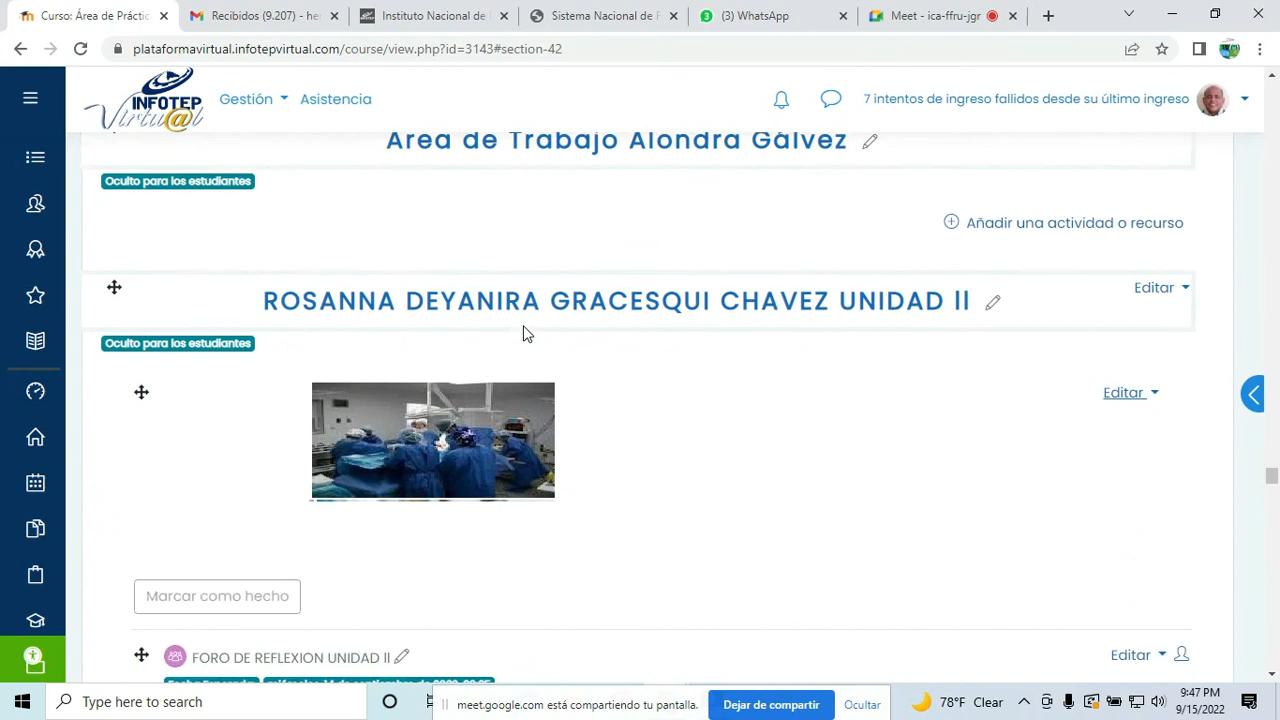 Curso: Área de Práctic
Recibidos (9.207) - her
Instituto Nacional de F
Sistema Nacional de F
(3) WhatsApp
Meet - ica-ffru-jgr
plataformavirtual.infotepvirtual.com/course/view.php?id=3143#section-42
INFOTEP
Virtu@l
Gestión
Asistencia
7 intentos de ingreso fallidos desde su último ingreso
Área de Trabajo Alondra Gálvez
Oculto para los estudiantes
Añadir una actividad o recurso
ROSANNA DEYANIRA GRACESQUI CHAVEZ UNIDAD ll
Editar
Oculto para los estudiantes
Editar
Marcar como hecho
FORO DE REFLEXION UNIDAD ll
Editar
Type here to search
meet.google.com está compartiendo tu pantalla.
Dejar de compartir
Ocultar
78°F Clear
9:47 PM
9/15/2022